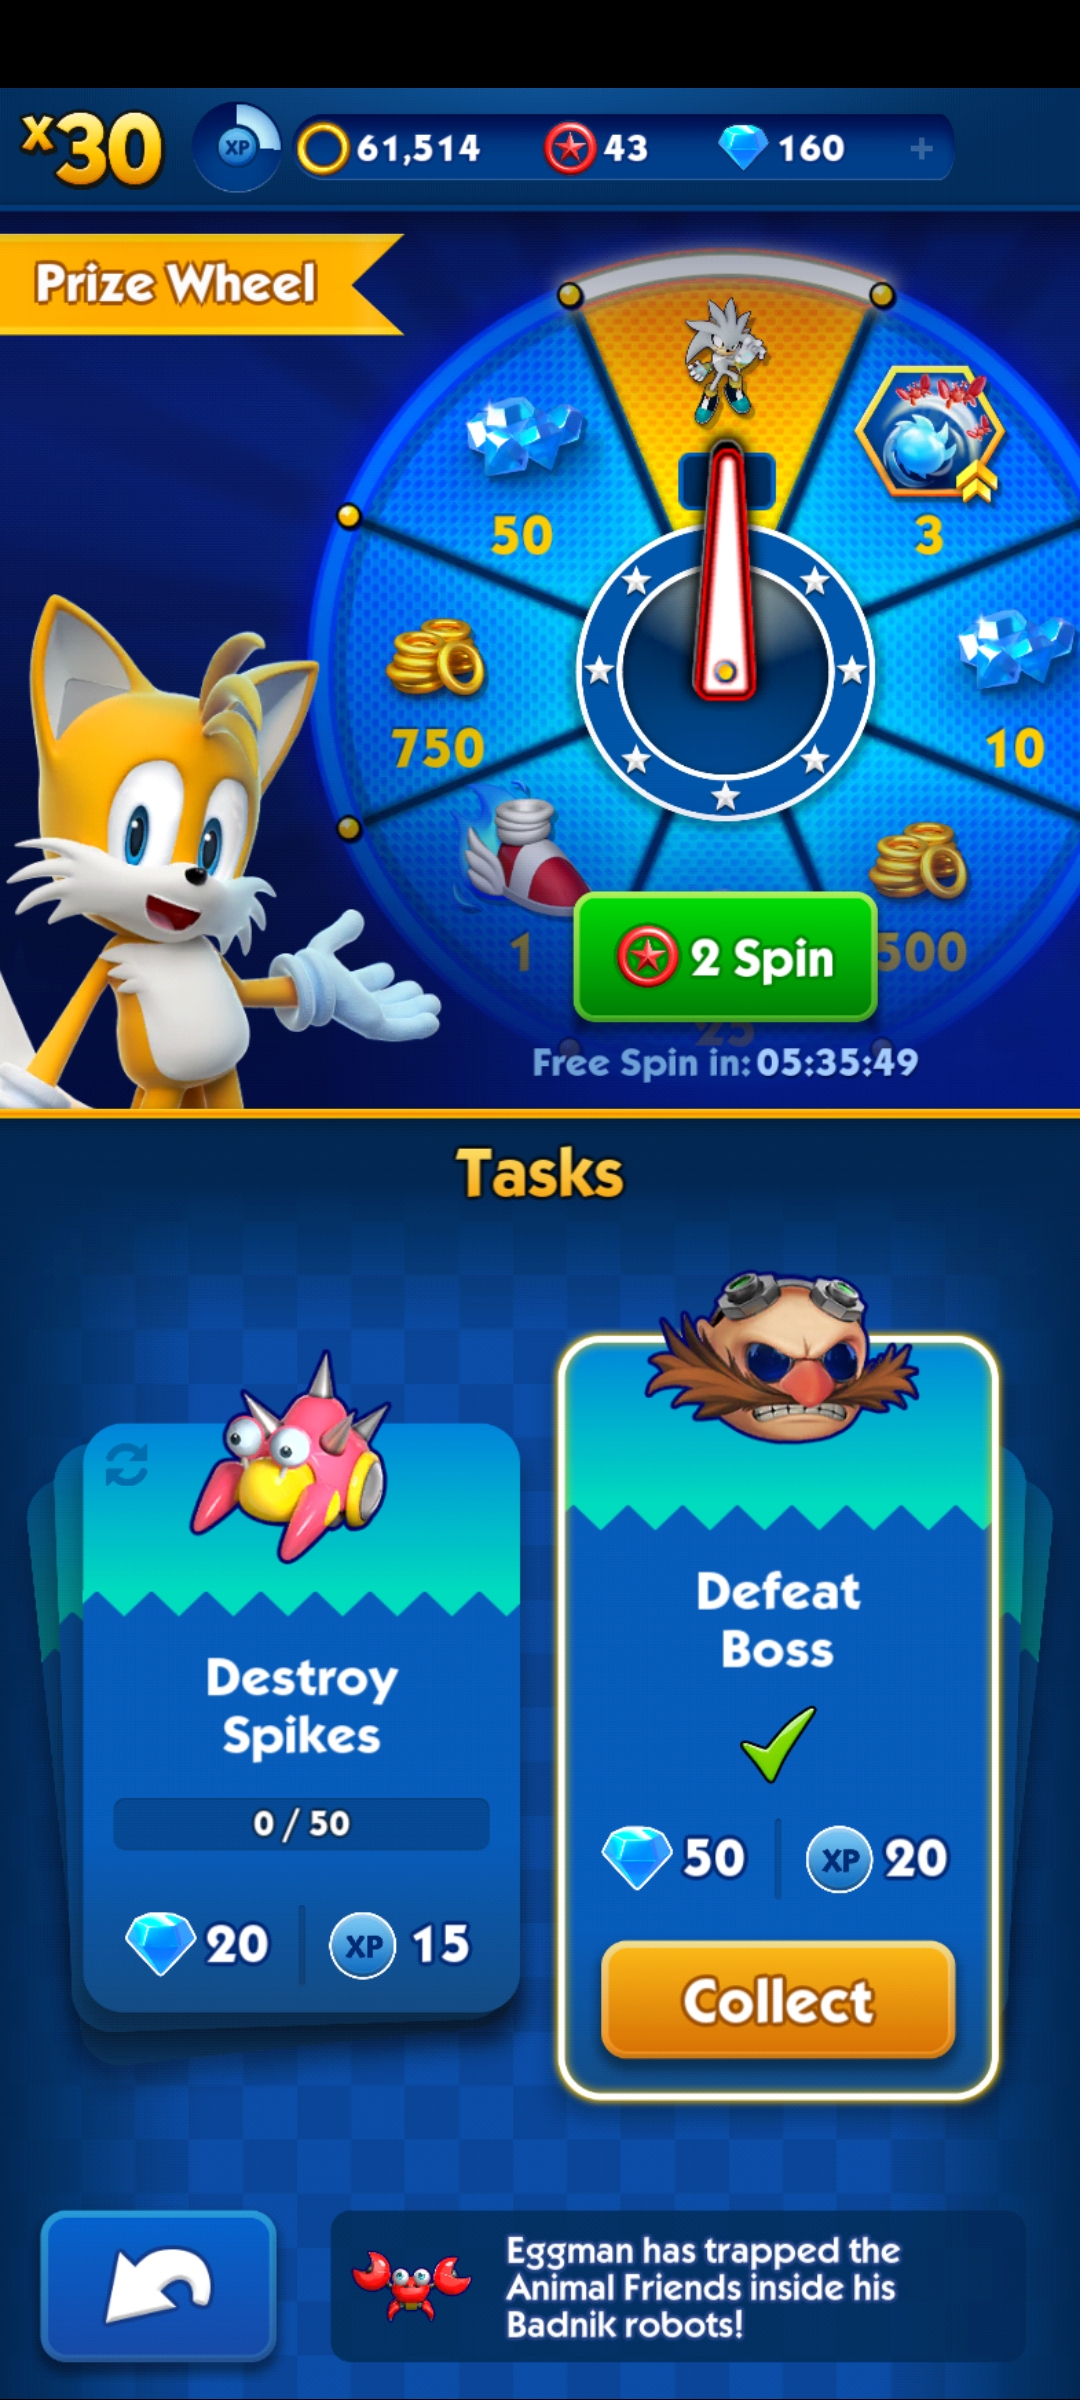 x30 XP 61,514 43 160 +
Prize Wheel
50
3
750
10
1
500
25
2 Spin
Free Spin in: 05:35:49
Tasks
Destroy
Spikes
0 / 50
20 XP 15
Defeat
Boss
50 XP 20
Collect
Eggman has trapped the
Animal Friends inside his
Badnik robots!